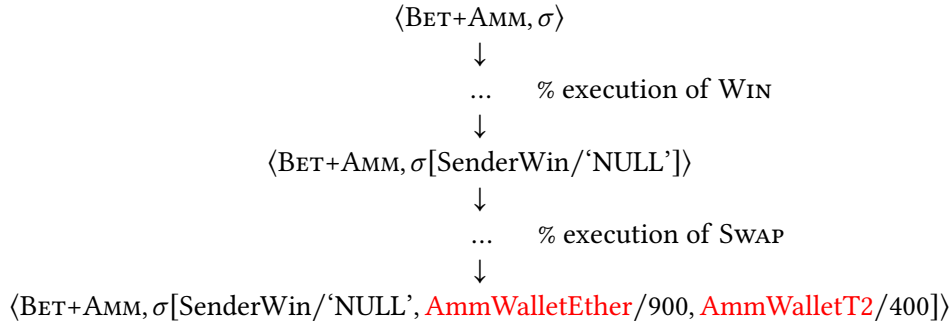 ⟨Bet+Amm, σ⟩
↓
... % execution of Win
↓
⟨Bet+Amm, σ[SenderWin/‘NULL’]⟩
↓
... % execution of Swap
↓
⟨Bet+Amm, σ[SenderWin/‘NULL’, AmmWalletEther/900, AmmWalletT2/400]⟩